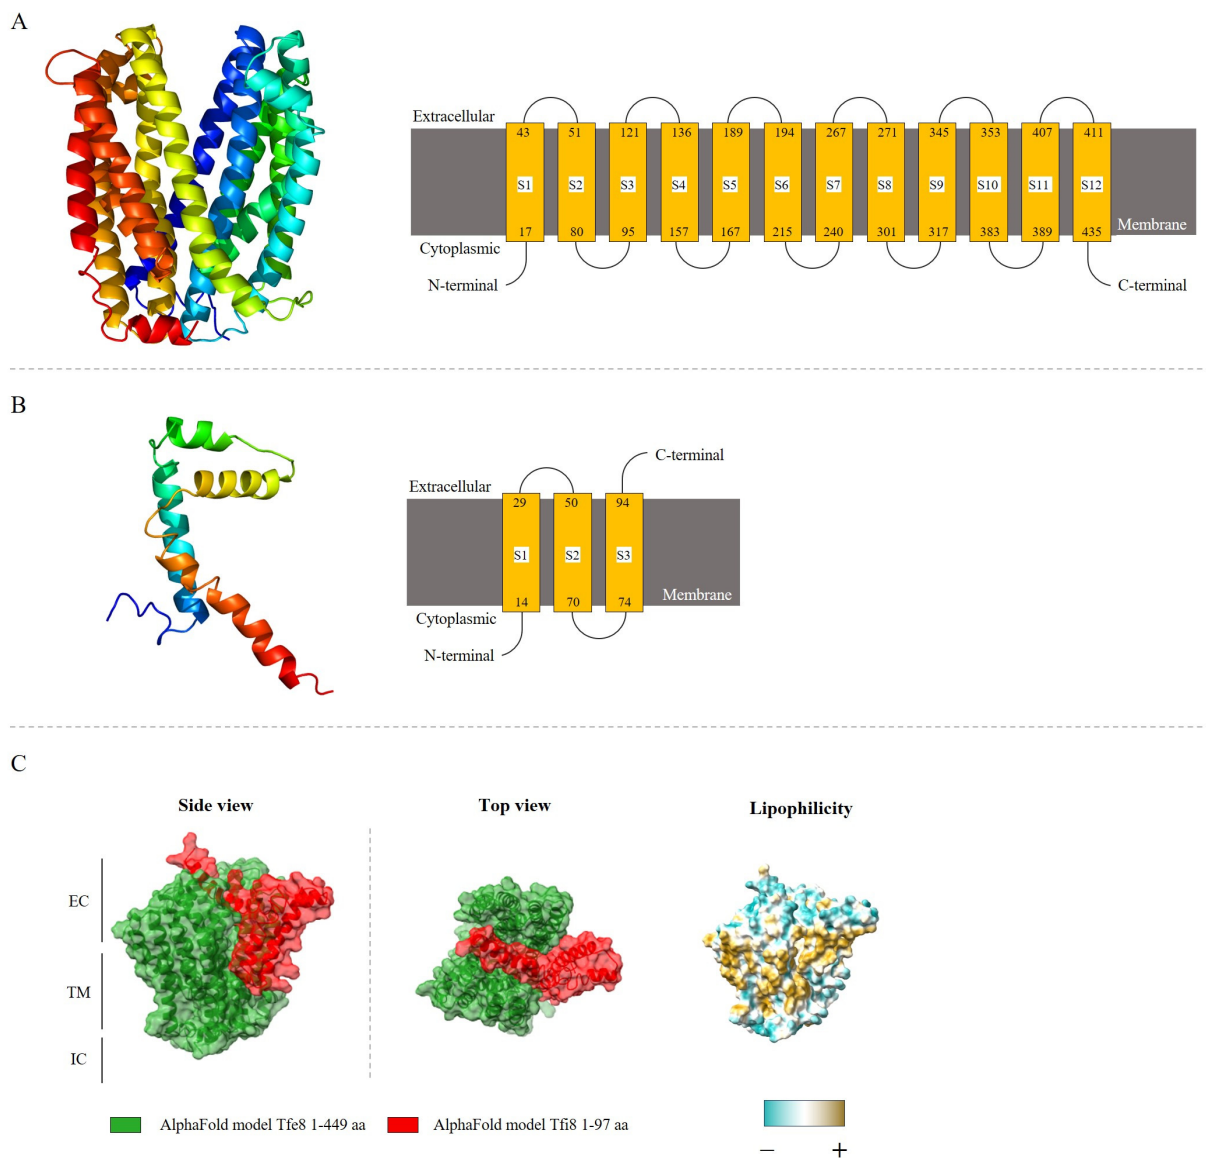 A
Extracellular
43 51 121 136 189 194 267 271 345 353 407 411
S1 S2 S3 S4 S5 S6 S7 S8 S9 S10 S11 S12
Membrane
17 80 95 157 167 215 240 301 317 383 389 435
Cytoplasmic
N-terminal
C-terminal
B
C-terminal
Extracellular
29 50 94
S1 S2 S3
Membrane
14 70 74
Cytoplasmic
N-terminal
C
Side view
Top view
Lipophilicity
EC
TM
IC
AlphaFold model Tfe8 1-449 aa
AlphaFold model Tfi8 1-97 aa
– +